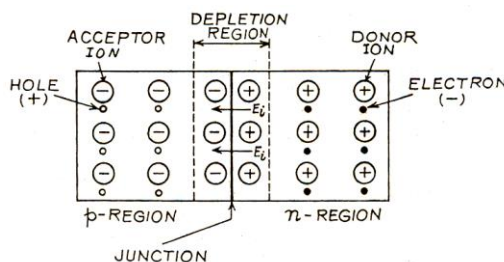 DEPLETION
REGION
ACCEPTOR
ION
DONOR
ION
HOLE
(+)
ELECTRON
(-)
− − − + + +
Ei
− − − + + +
Ei
− − − + + +
p-REGION
n-REGION
JUNCTION